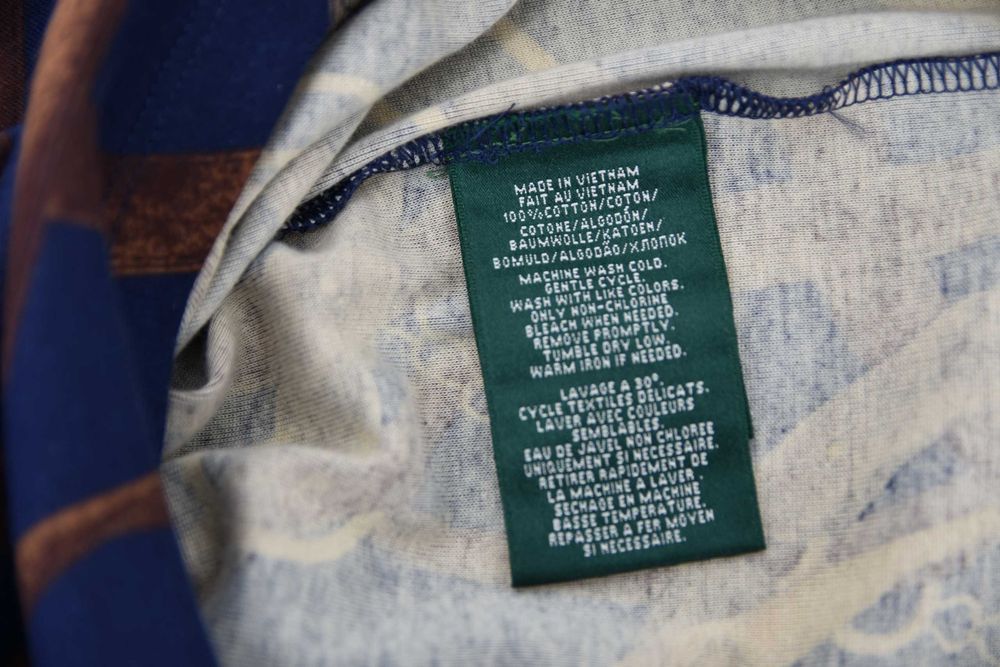 MADE IN VIETNAM
FAIT AU VIETNAM
100%COTTON/COTON/
COTONE/ALGODÓN/
BAUMWOLLE/KATOEN/
BOMULD/ALGODÃO/ХЛОПОК
MACHINE WASH COLD.
GENTLE CYCLE.
WASH WITH LIKE COLORS.
ONLY NON-CHLORINE
BLEACH WHEN NEEDED.
REMOVE PROMPTLY.
TUMBLE DRY LOW.
WARM IRON IF NEEDED.
LAVAGE A 30°.
CYCLE TEXTILES DELICATS.
LAVER AVEC COULEURS
SEMBLABLES.
EAU DE JAVEL NON CHLOREE
UNIQUEMENT SI NECESSAIRE.
RETIRER RAPIDEMENT DE
LA MACHINE A LAVER.
SECHAGE EN MACHINE
BASSE TEMPERATURE.
REPASSER A FER MOYEN
SI NECESSAIRE.